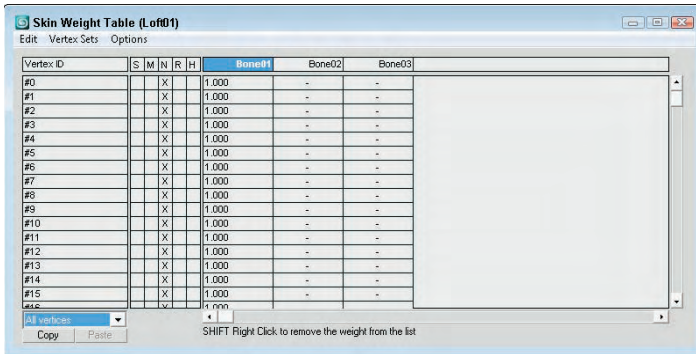 Skin Weight Table (Loft01)
Edit Vertex Sets Options
Vertex ID S M N R H Bone01 Bone02 Bone03
#0 X 1.000 - -
#1 X 1.000 - -
#2 X 1.000 - -
#3 X 1.000 - -
#4 X 1.000 - -
#5 X 1.000 - -
#6 X 1.000 - -
#7 X 1.000 - -
#8 X 1.000 - -
#9 X 1.000 - -
#10 X 1.000 - -
#11 X 1.000 - -
#12 X 1.000 - -
#13 X 1.000 - -
#14 X 1.000 - -
#15 X 1.000 - -
#16 X 1.000
All vertices
Copy Paste
SHIFT Right Click to remove the weight from the list